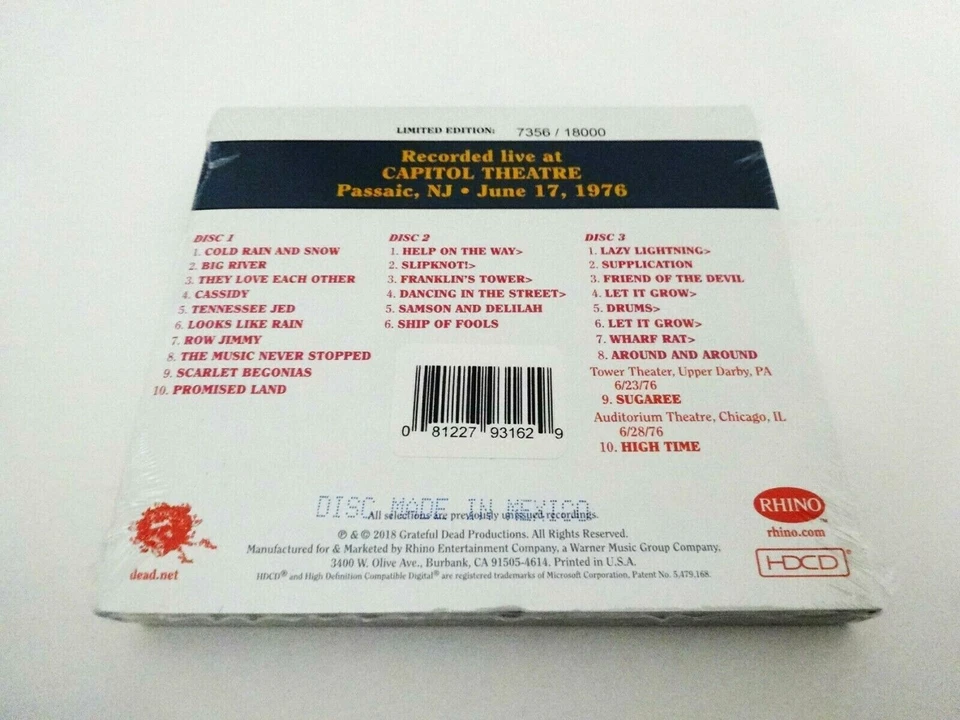 LIMITED EDITION: 7356 / 18000
Recorded live at
CAPITOL THEATRE
Passaic, NJ • June 17, 1976
DISC 1
1. COLD RAIN AND SNOW
2. BIG RIVER
3. THEY LOVE EACH OTHER
4. CASSIDY
5. TENNESSEE JED
6. LOOKS LIKE RAIN
7. ROW JIMMY
8. THE MUSIC NEVER STOPPED
9. SCARLET BEGONIAS
10. PROMISED LAND
DISC 2
1. HELP ON THE WAY>
2. SLIPKNOT!>
3. FRANKLIN'S TOWER>
4. DANCING IN THE STREET>
5. SAMSON AND DELILAH
6. SHIP OF FOOLS
DISC 3
1. LAZY LIGHTNING>
2. SUPPLICATION
3. FRIEND OF THE DEVIL
4. LET IT GROW>
5. DRUMS>
6. LET IT GROW>
7. WHARF RAT>
8. AROUND AND AROUND
Tower Theater, Upper Darby, PA
6/23/76
9. SUGAREE
Auditorium Theatre, Chicago, IL
6/28/76
10. HIGH TIME
0 81227 93162 9
DISC MADE IN MEXICO
All selections are previously unissued recordings.
℗ & © 2018 Grateful Dead Productions. All Rights Reserved.
Manufactured for & Marketed by Rhino Entertainment Company, a Warner Music Group Company,
3400 W. Olive Ave., Burbank, CA 91505-4614. Printed in U.S.A.
HDCD® and High Definition Compatible Digital® are registered trademarks of Microsoft Corporation, Patent No. 5,479,168.
dead.net
RHINO™
rhino.com
HDCD®